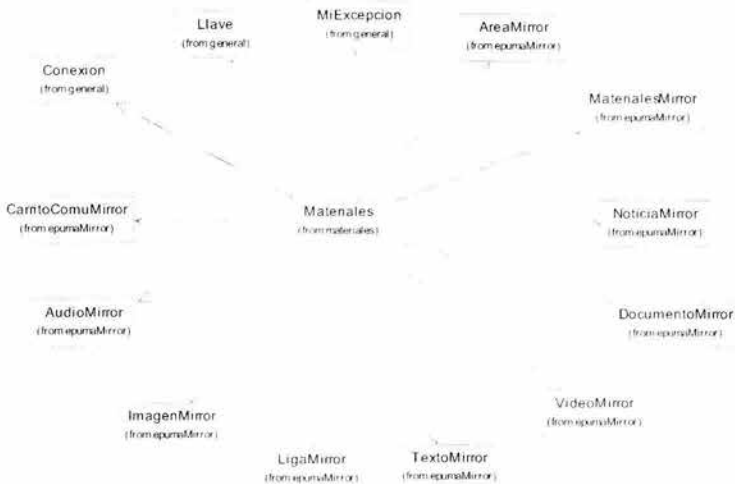 Llave
(from general)
MiExcepcion
(from general)
AreaMirror
(from epumaMirror)
Conexion
(from general)
MaterialesMirror
(from epumaMirror)
CarritoComuMirror
(from epumaMirror)
Materiales
(from materiales)
NoticiaMirror
(from epumaMirror)
AudioMirror
(from epumaMirror)
DocumentoMirror
(from epumaMirror)
ImagenMirror
(from epumaMirror)
VideoMirror
(from epumaMirror)
LigaMirror
(from epumaMirror)
TextoMirror
(from epumaMirror)